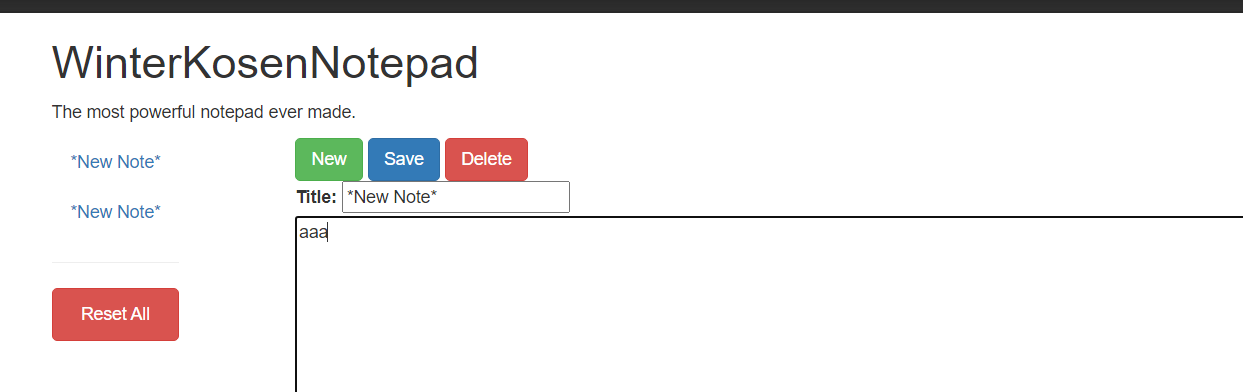 WinterKosenNotepad
The most powerful notepad ever made.
*New Note*
*New Note*
Reset All
New Save Delete
Title: *New Note*
aaa